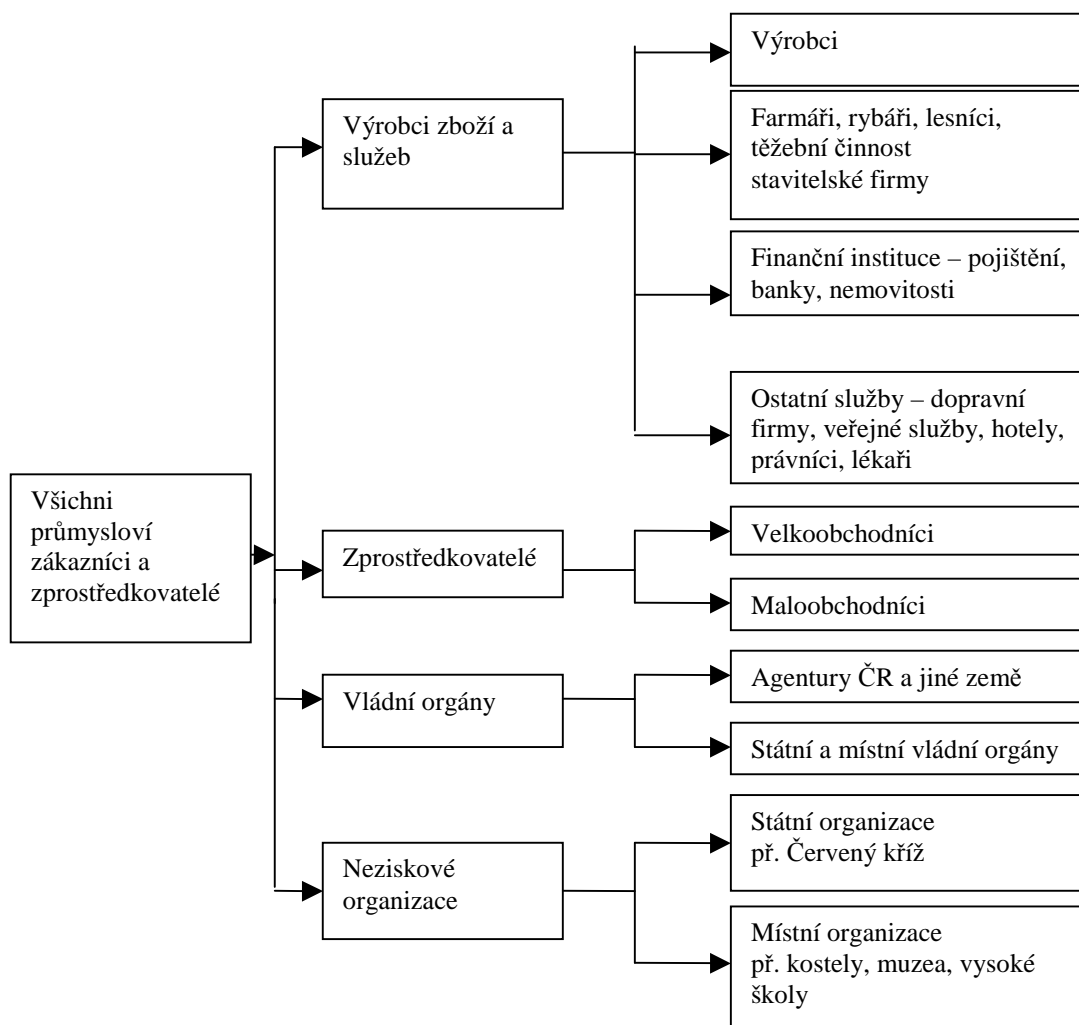 Všichni
průmysloví
zákazníci a
zprostředkovatelé
Výrobci zboží a
služeb
Výrobci
Farmáři, rybáři, lesníci,
těžební činnost
stavitelské firmy
Finanční instituce – pojištění,
banky, nemovitosti
Ostatní služby – dopravní
firmy, veřejné služby, hotely,
právníci, lékaři
Zprostředkovatelé
Velkoobchodníci
Maloobchodníci
Vládní orgány
Agentury ČR a jiné země
Státní a místní vládní orgány
Neziskové
organizace
Státní organizace
př. Červený kříž
Místní organizace
př. kostely, muzea, vysoké
školy